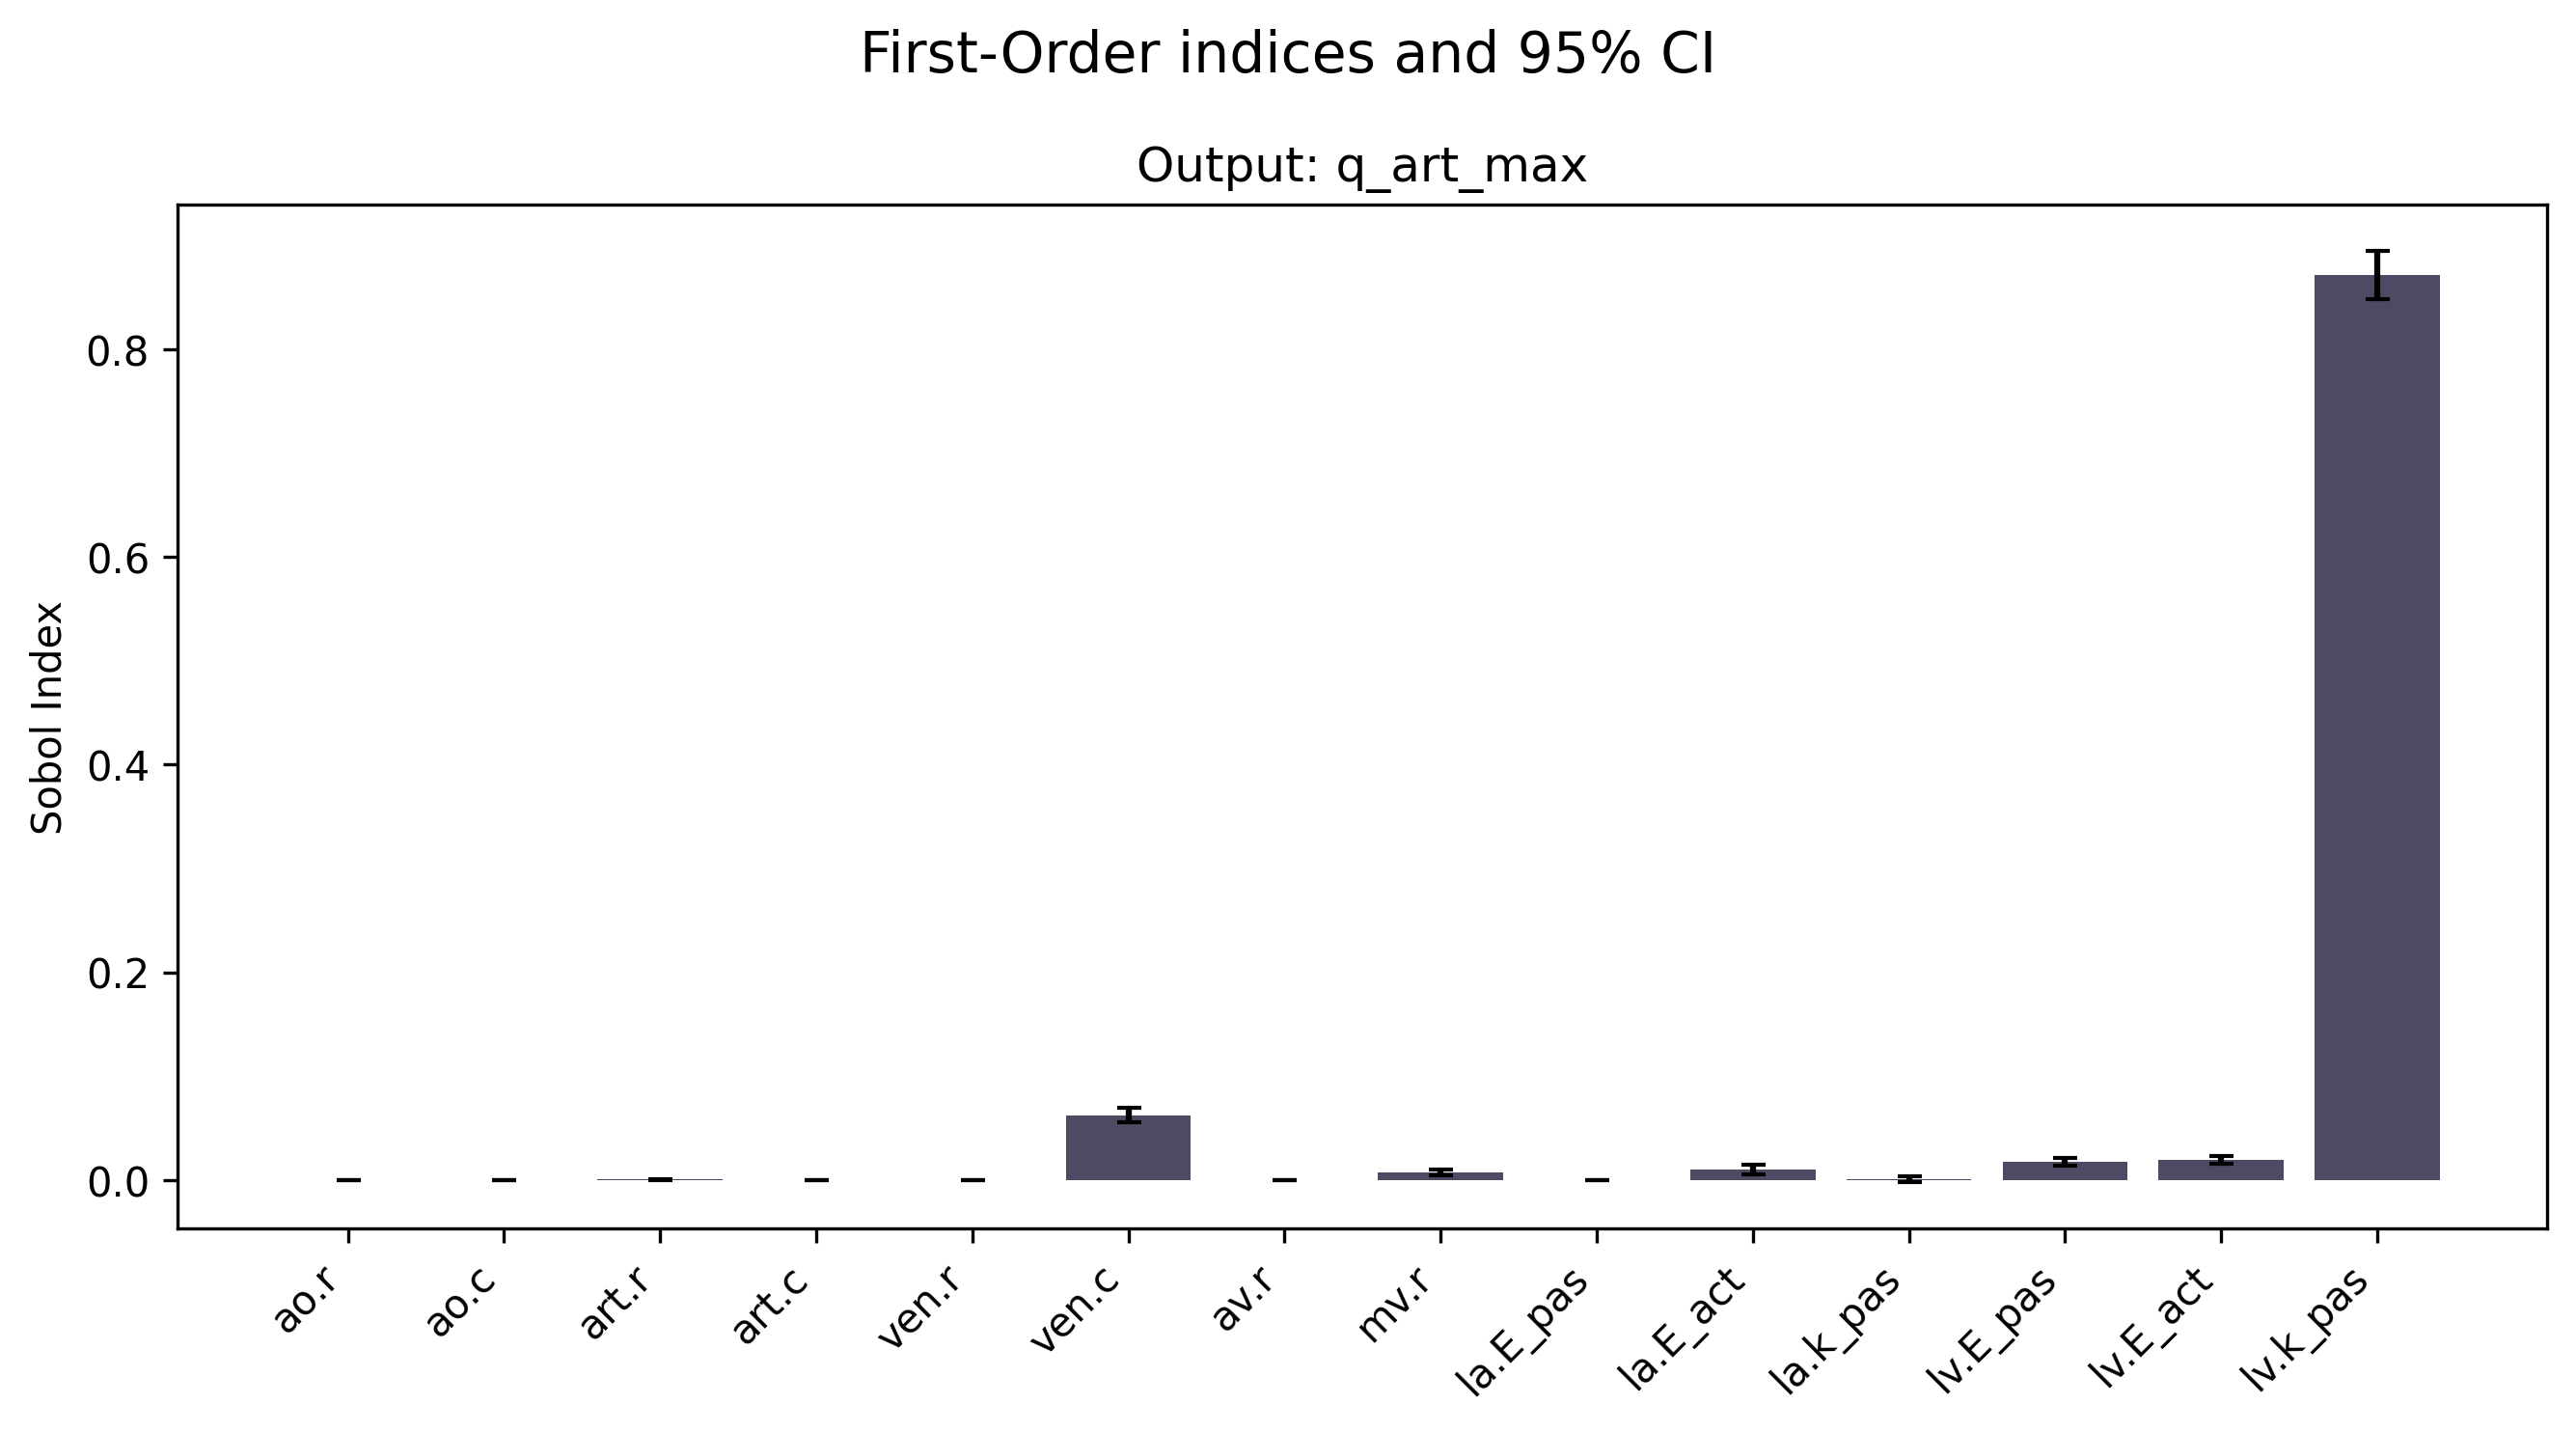 First-Order indices and 95% CI
Output: q_art_max
Sobol Index
0.8
0.6
0.4
0.2
0.0
ao.r
ao.c
art.r
art.c
ven.r
ven.c
av.r
mv.r
la.E_pas
la.E_act
la.k_pas
lv.E_pas
lv.E_act
lv.k_pas